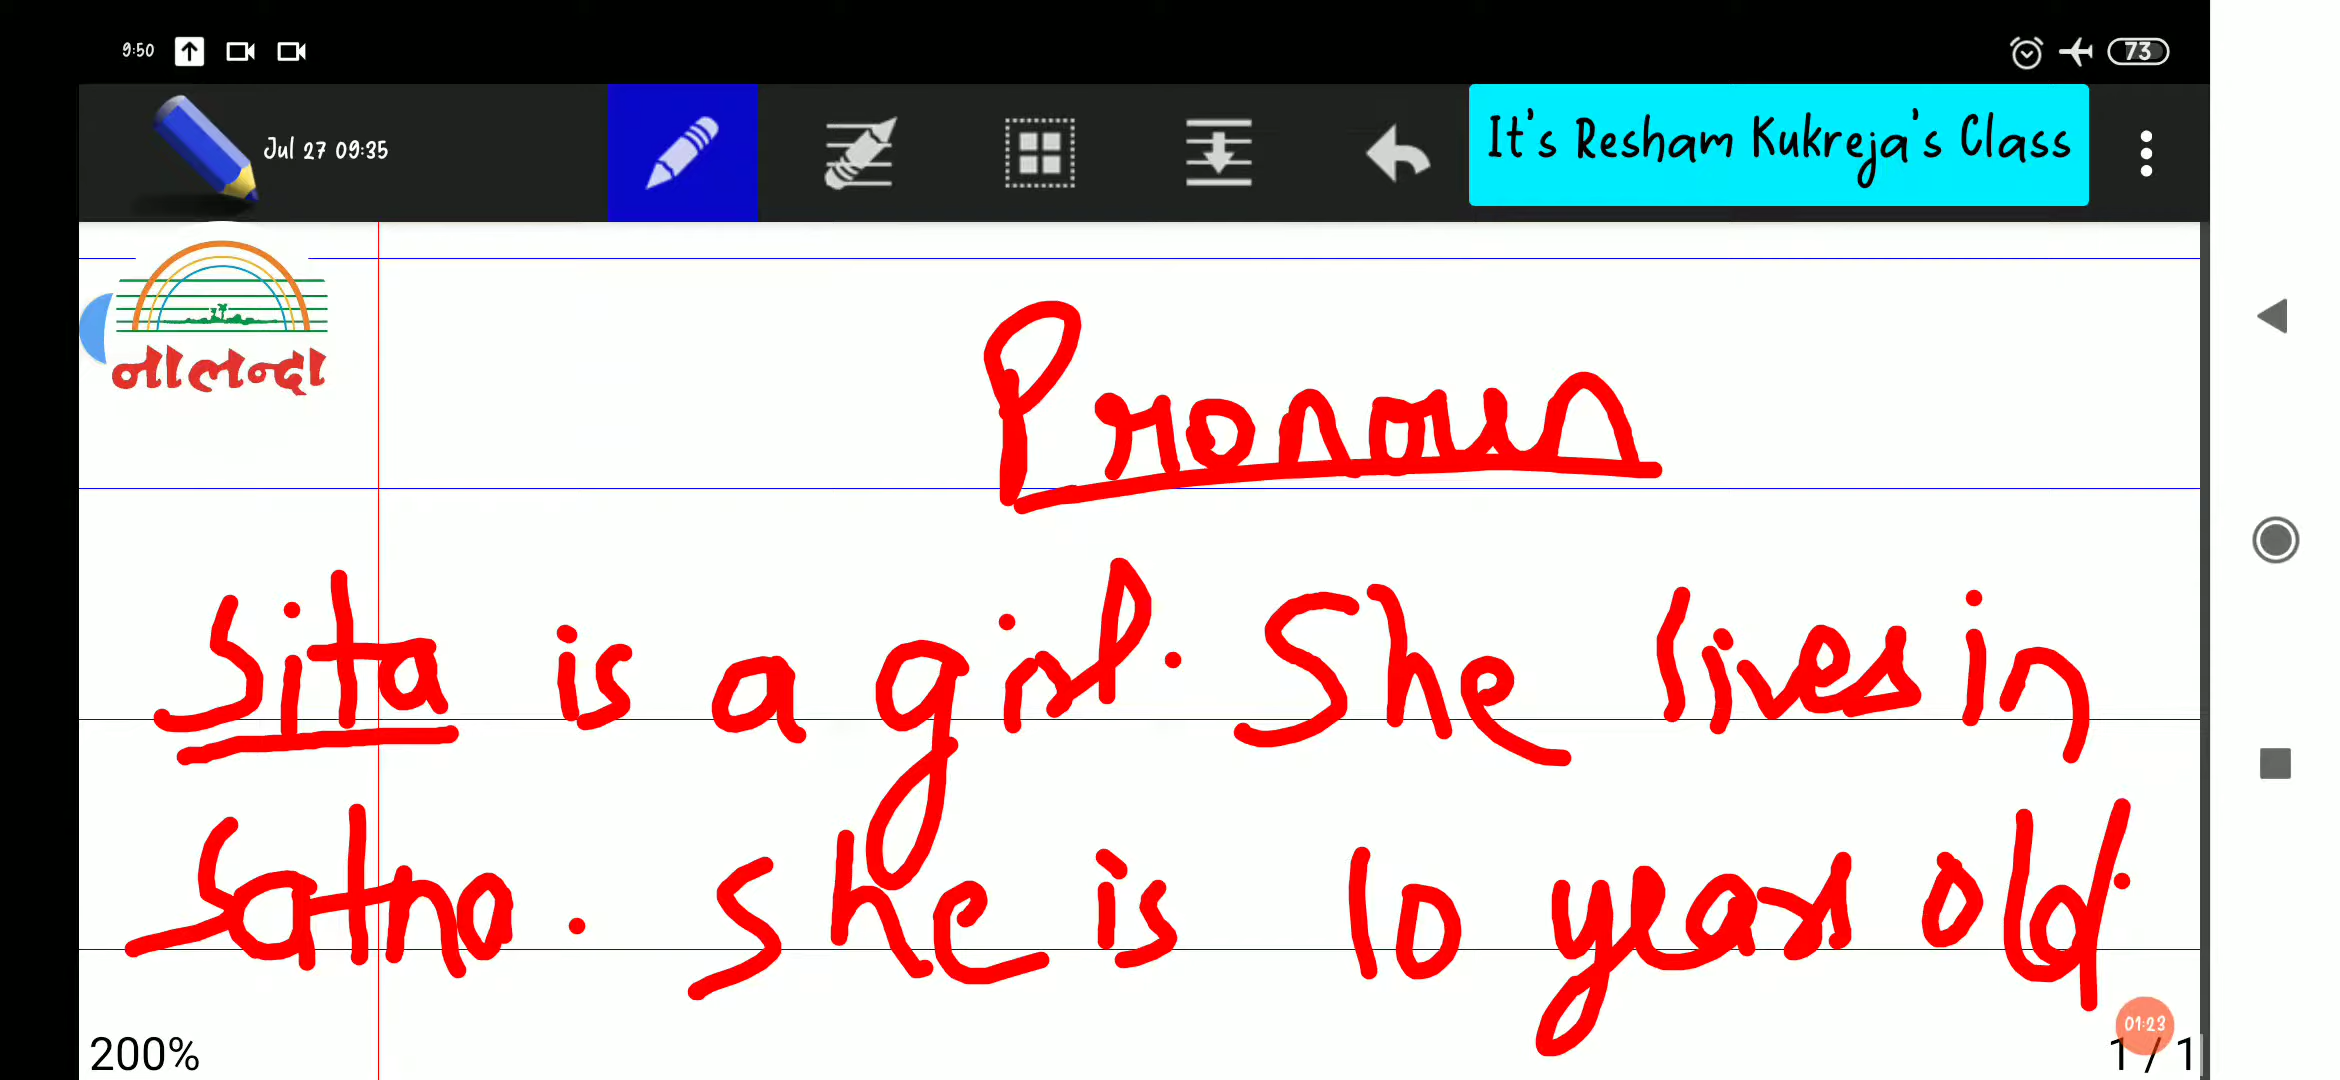 9:50
73
Jul 27 09:35
It's Resham Kukreja's Class
नालन्दा
Pronoun
Sita is a girl. She lives in
Satna. She is 10 years old.
01:23
200%
1 / 1